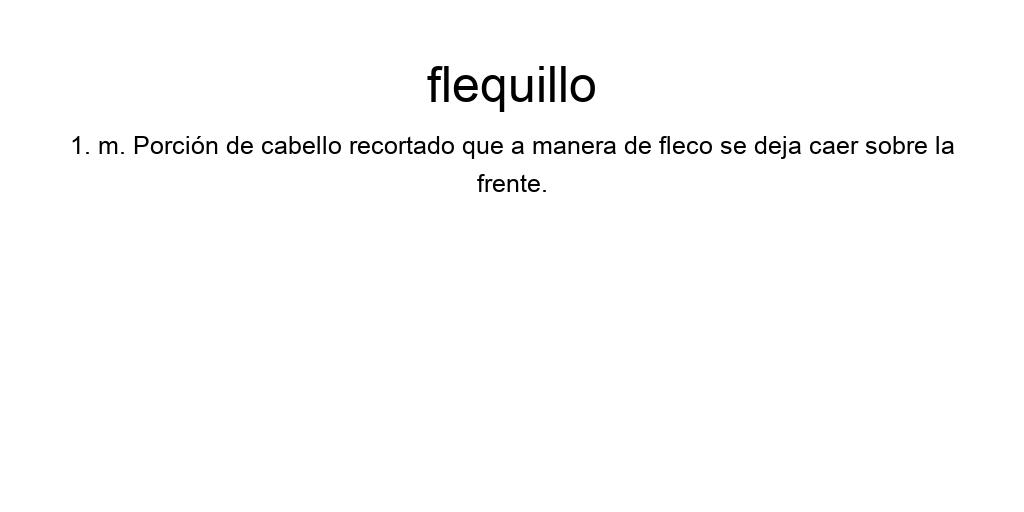 flequillo
1. m. Porción de cabello recortado que a manera de fleco se deja caer sobre la
frente.